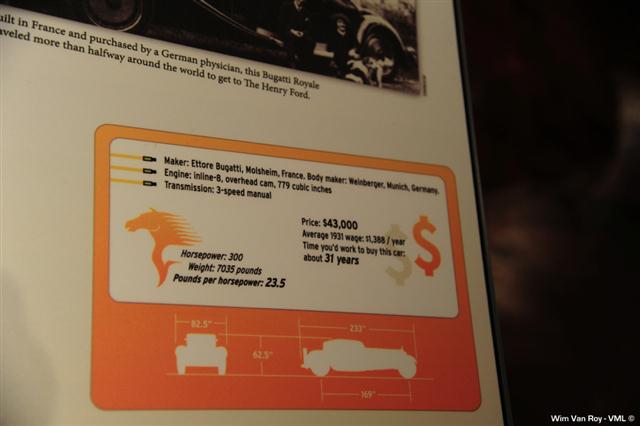 uilt in France and purchased by a German physician, this Bugatti Royale
aveled more than halfway around the world to get to The Henry Ford.
Maker: Ettore Bugatti, Molsheim, France. Body maker: Weinberger, Munich, Germany.
Engine: Inline-8, overhead cam, 779 cubic inches
Transmission: 3-speed manual
Horsepower: 300
Weight: 7035 pounds
Pounds per horsepower: 23.5
Price: $43,000
Average 1931 wage: $1,388 / year
Time you'd work to buy this car:
about 31 years
$$
82.5"
62.5"
233"
169"
Wim Van Roy - VML ©